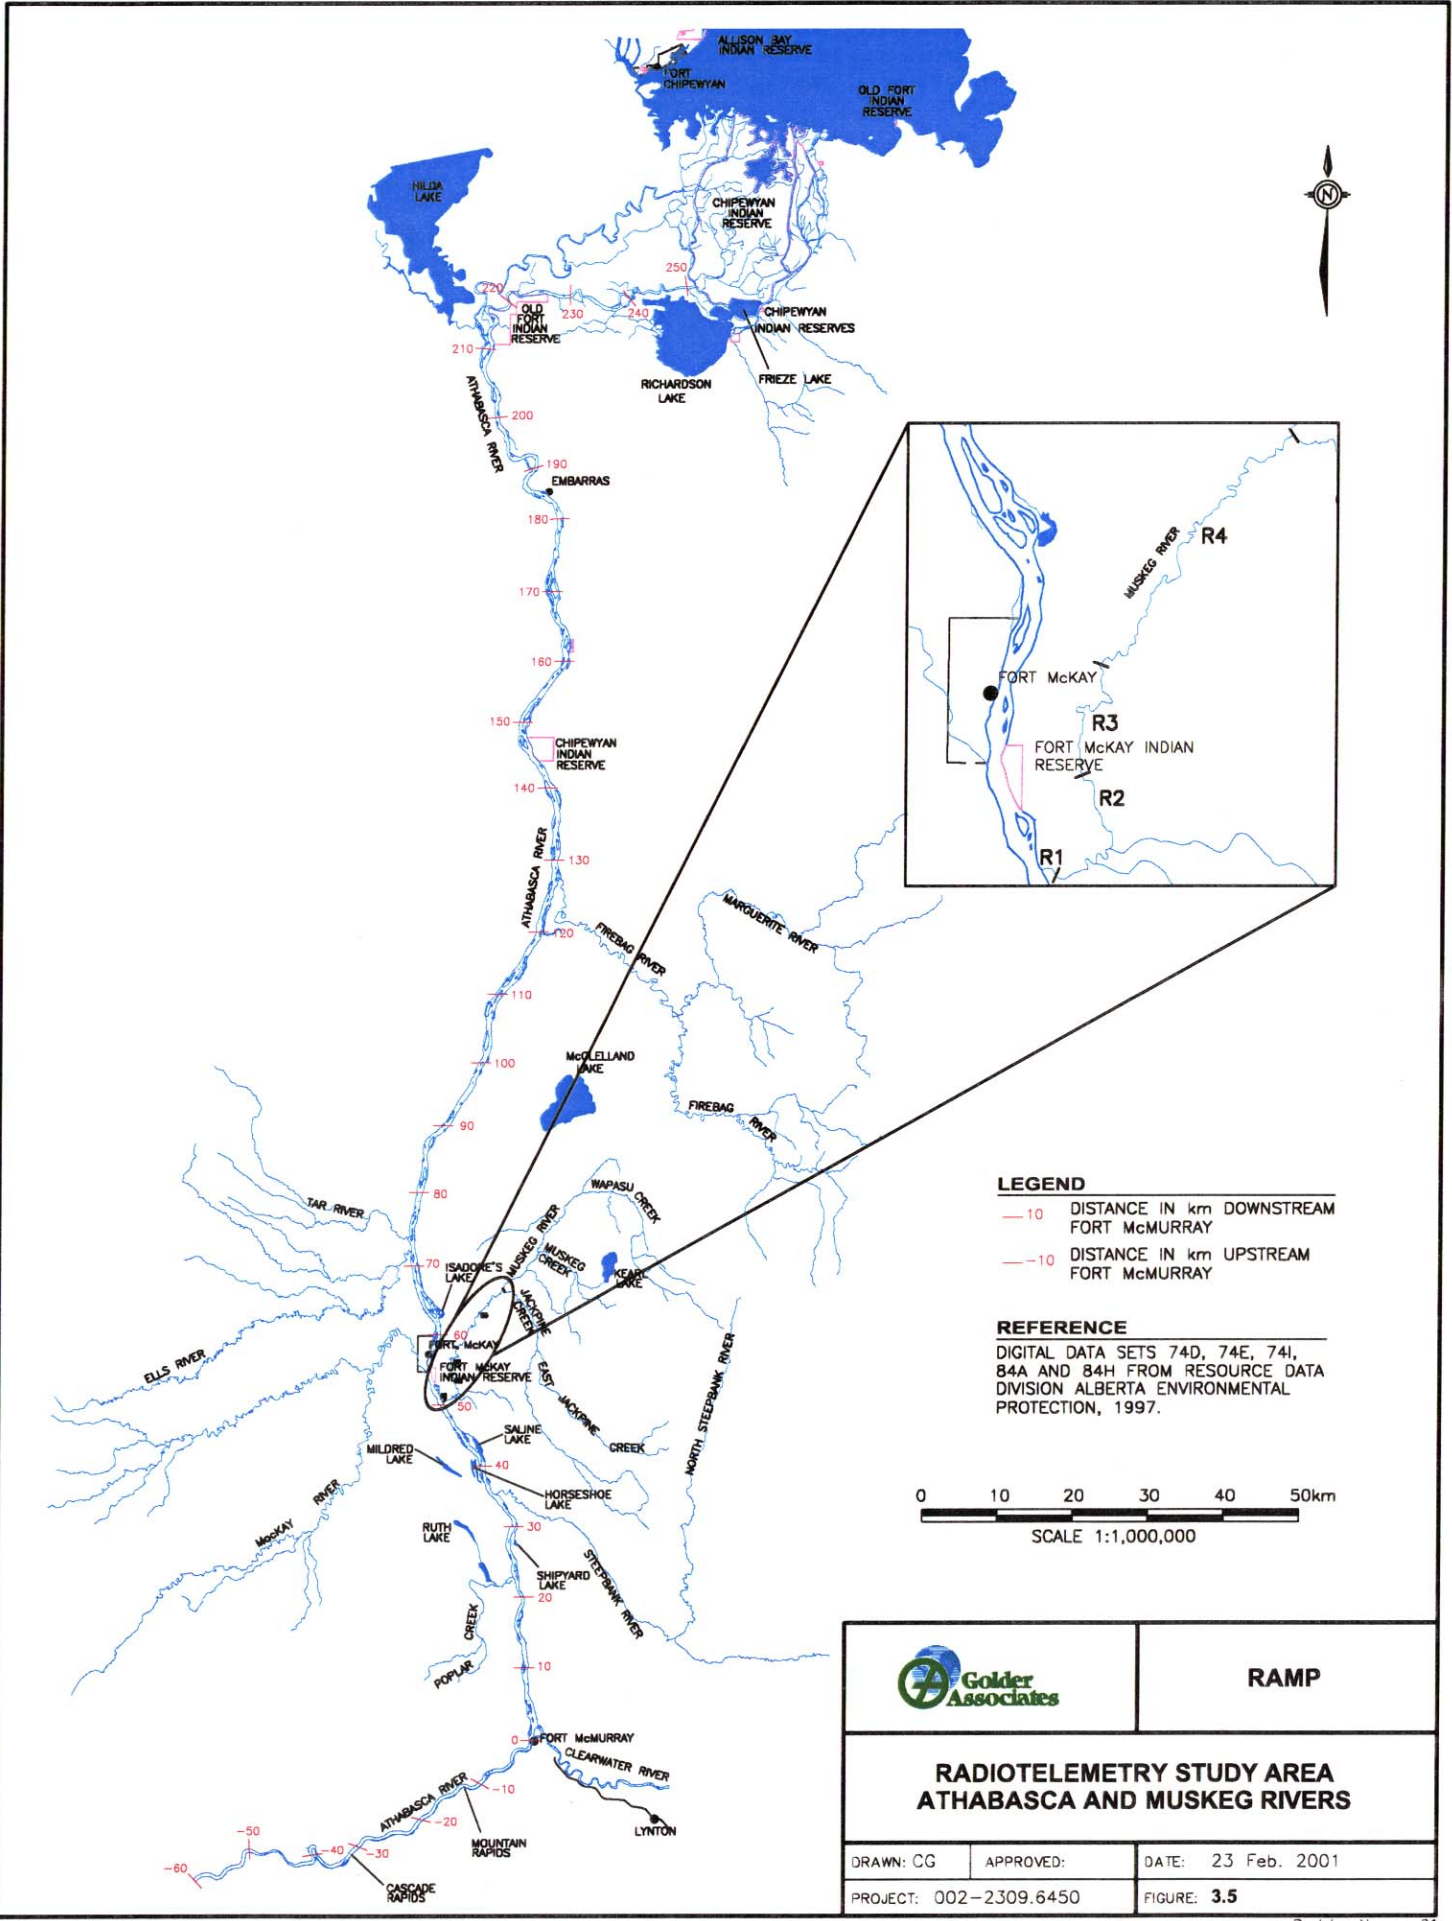 ALLISON BAY
INDIAN RESERVE
FORT
CHIPEWYAN
OLD FORT
INDIAN
RESERVE
HILDA
LAKE
CHIPEWYAN
INDIAN
RESERVE
N
250
220
230
240
OLD
FORT
INDIAN
RESERVE
CHIPEWYAN
INDIAN RESERVES
210
RICHARDSON
LAKE
FRIEZE LAKE
ATHABASCA RIVER
200
190
EMBARRAS
180
170
160
150
CHIPEWYAN
INDIAN
RESERVE
140
ATHABASCA RIVER
130
120
FIREBAG RIVER
MARGUERITE RIVER
110
100
McCLELLAND
LAKE
FIREBAG RIVER
90
80
TAR RIVER
WAPASU CREEK
MUSKEG RIVER
MUSKEG
CREEK
70
ISADORE'S
LAKE
KEARL
LAKE
JACKPINE
CREEK
60
FORT McKAY
FORT McKAY
INDIAN RESERVE
50
ELLS RIVER
EAST JACKPINE CREEK
NORTH STEEPBANK RIVER
SALINE
LAKE
MILDRED
LAKE
40
HORSESHOE
LAKE
MacKAY RIVER
RUTH
LAKE
30
SHIPYARD
LAKE
STEEPBANK RIVER
20
POPLAR CREEK
10
0
FORT McMURRAY
CLEARWATER RIVER
LYNTON
ATHABASCA RIVER
-10
-20
MOUNTAIN
RAPIDS
-30
-40
-50
-60
CASCADE
RAPIDS
MUSKEG RIVER
R4
FORT McKAY
R3
FORT McKAY INDIAN
RESERVE
R2
R1
LEGEND
10 DISTANCE IN km DOWNSTREAM
FORT McMURRAY
-10 DISTANCE IN km UPSTREAM
FORT McMURRAY
REFERENCE
DIGITAL DATA SETS 74D, 74E, 74I,
84A AND 84H FROM RESOURCE DATA
DIVISION ALBERTA ENVIRONMENTAL
PROTECTION, 1997.
0 10 20 30 40 50km
SCALE 1:1,000,000
Golder
Associates
RAMP
RADIOTELEMETRY STUDY AREA
ATHABASCA AND MUSKEG RIVERS
DRAWN: CG APPROVED: DATE: 23 Feb. 2001
PROJECT: 002-2309.6450 FIGURE: 3.5